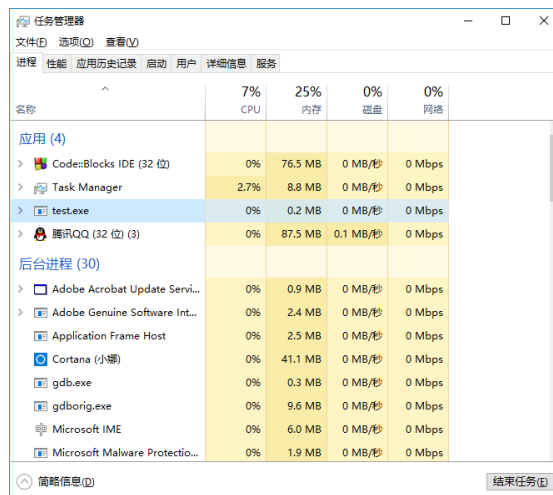 任务管理器
文件(F) 选项(O) 查看(V)
进程 性能 应用历史记录 启动 用户 详细信息 服务
7% 25% 0% 0%
名称 CPU 内存 磁盘 网络
应用 (4)
Code::Blocks IDE (32 位) 0% 76.5 MB 0 MB/秒 0 Mbps
Task Manager 2.7% 8.8 MB 0 MB/秒 0 Mbps
test.exe 0% 0.2 MB 0 MB/秒 0 Mbps
腾讯QQ (32 位) (3) 0% 87.5 MB 0.1 MB/秒 0 Mbps
后台进程 (30)
Adobe Acrobat Update Servi... 0% 0.9 MB 0 MB/秒 0 Mbps
Adobe Genuine Software Int... 0% 2.4 MB 0 MB/秒 0 Mbps
Application Frame Host 0% 2.5 MB 0 MB/秒 0 Mbps
Cortana (小娜) 0% 41.1 MB 0 MB/秒 0 Mbps
gdb.exe 0% 0.3 MB 0 MB/秒 0 Mbps
gdborig.exe 0% 9.6 MB 0 MB/秒 0 Mbps
Microsoft IME 0% 6.0 MB 0 MB/秒 0 Mbps
Microsoft Malware Protectio... 0% 1.9 MB 0 MB/秒 0 Mbps
简略信息(D) 结束任务(E)